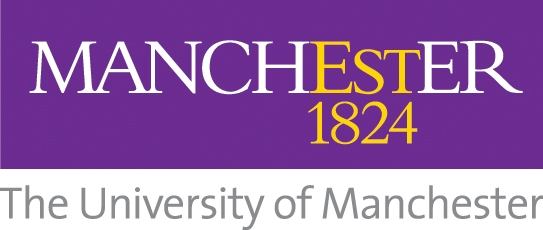 MANCHEsTER
1824
The University of Manchester